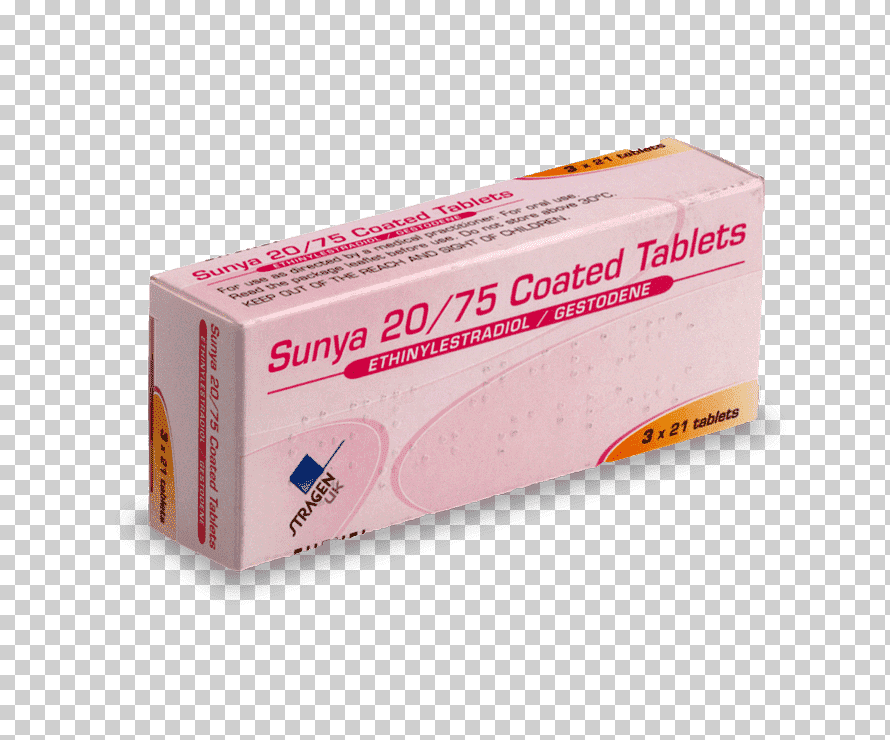 Sunya 20/75 Coated Tablets
ETHINYLESTRADIOL / GESTODENE
For use as directed by a medical practitioner. For oral use.
Read the package leaflet before use. Do not store above 30°C.
KEEP OUT OF THE REACH AND SIGHT OF CHILDREN.
3 x 21 tablets
Sunya 20/75 Coated Tablets
ETHINYLESTRADIOL / GESTODENE
3 x 21 tablets
STRAGEN
UK
Sunya 20/75 Coated Tablets
ETHINYLESTRADIOL / GESTODENE
3 x 21 tablets